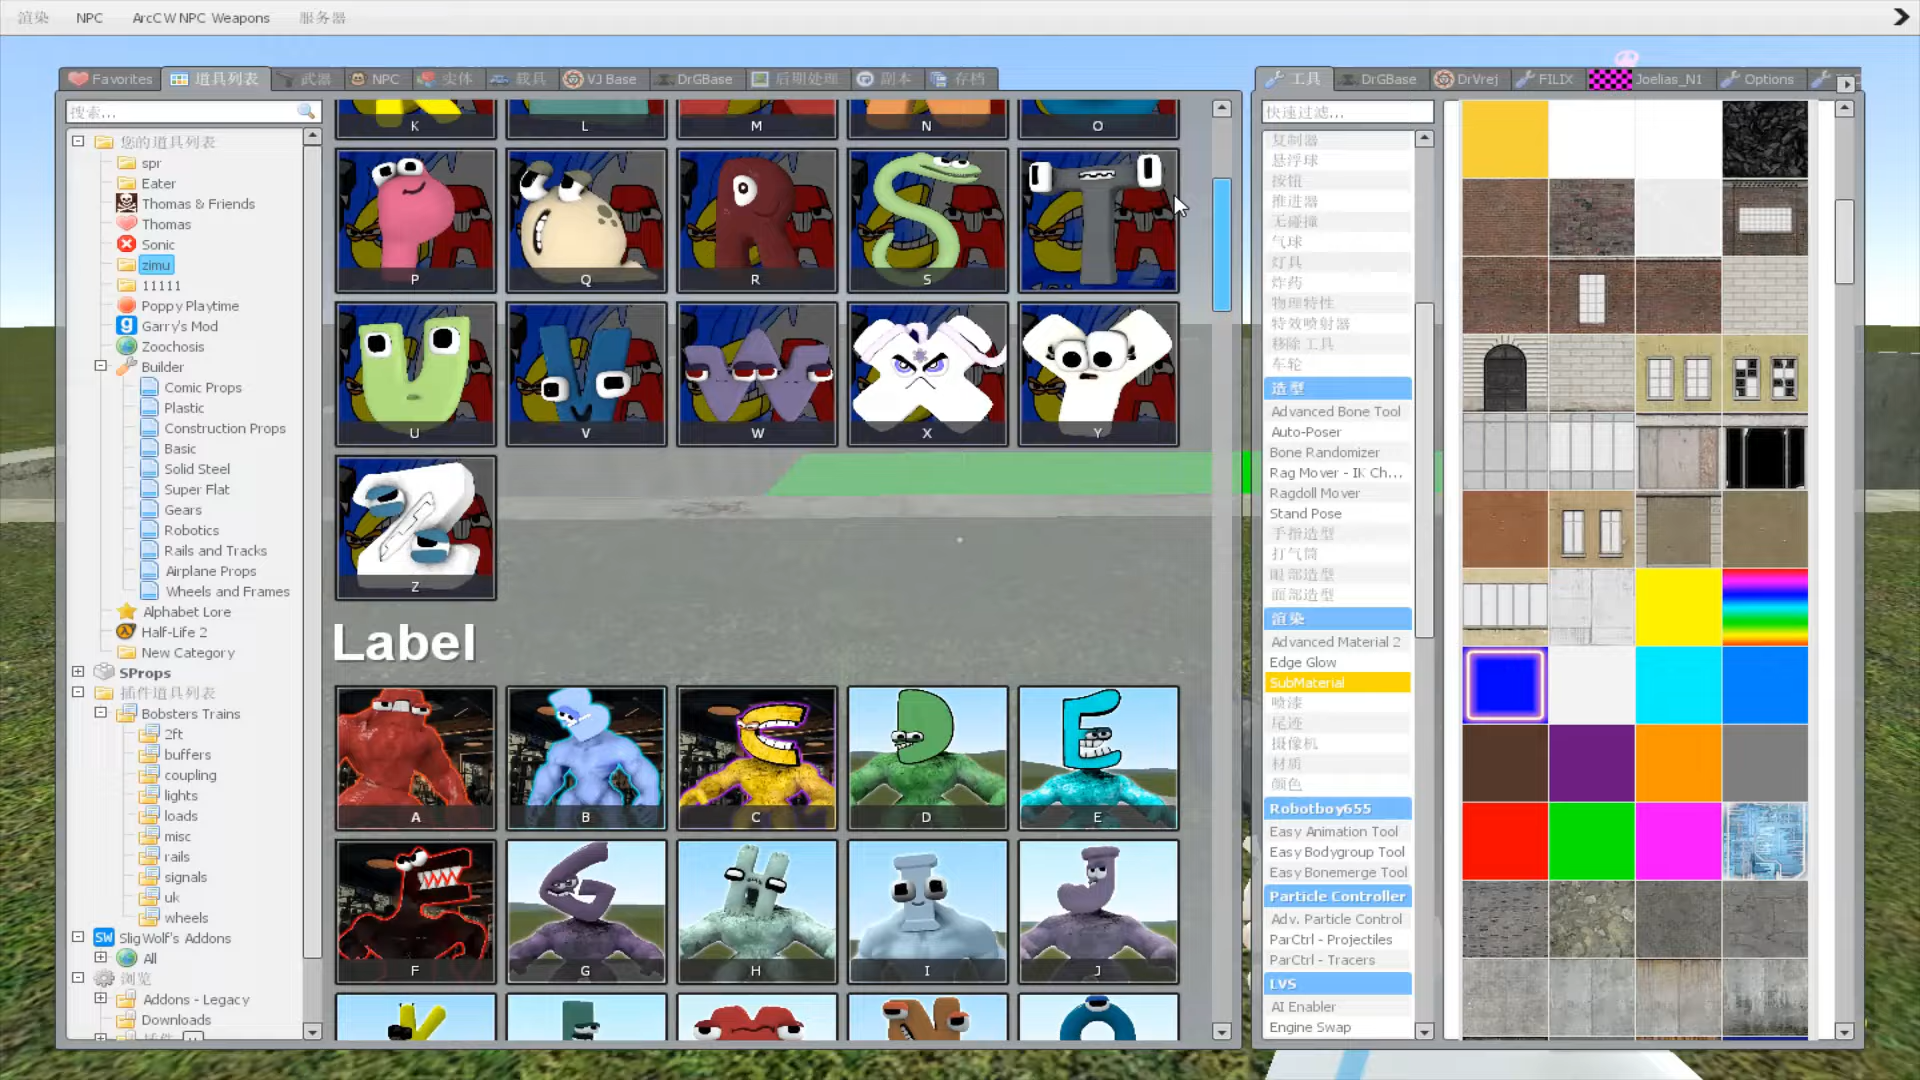 渲染 NPC ArcCW NPC Weapons 服务器
Favorites 道具列表 武器 NPC 实体 载具 VJ Base DrGBase 后期处理 副本 存档
搜索...
您的道具列表
spr
Eater
Thomas & Friends
Thomas
Sonic
zimu
11111
Poppy Playtime
Garry's Mod
Zoochosis
Builder
Comic Props
Plastic
Construction Props
Basic
Solid Steel
Super Flat
Gears
Robotics
Rails and Tracks
Airplane Props
Wheels and Frames
Alphabet Lore
Half-Life 2
New Category
SProps
插件道具列表
Bobsters Trains
2ft
buffers
coupling
lights
loads
misc
rails
signals
uk
wheels
SW SligWolf's Addons
All
浏览
Addons - Legacy
Downloads
K L M N O
P Q R S
U V W X Y
Z
Label
A B C D E
F G H I J
工具 DrGBase DrVrej FILIX Joelias_N1 Options
快速过滤...
复制器
悬浮球
按钮
推进器
无碰撞
气球
灯具
炸药
物理特性
特效喷射器
移除工具
车轮
造型
Advanced Bone Tool
Auto-Poser
Bone Randomizer
Rag Mover - IK Ch...
Ragdoll Mover
Stand Pose
手指造型
打气筒
眼部造型
面部造型
渲染
Advanced Material 2
Edge Glow
SubMaterial
喷漆
尾迹
摄像机
材质
颜色
Robotboy655
Easy Animation Tool
Easy Bodygroup Tool
Easy Bonemerge Tool
Particle Controller
Adv. Particle Control
ParCtrl - Projectiles
ParCtrl - Tracers
LVS
AI Enabler
Engine Swap